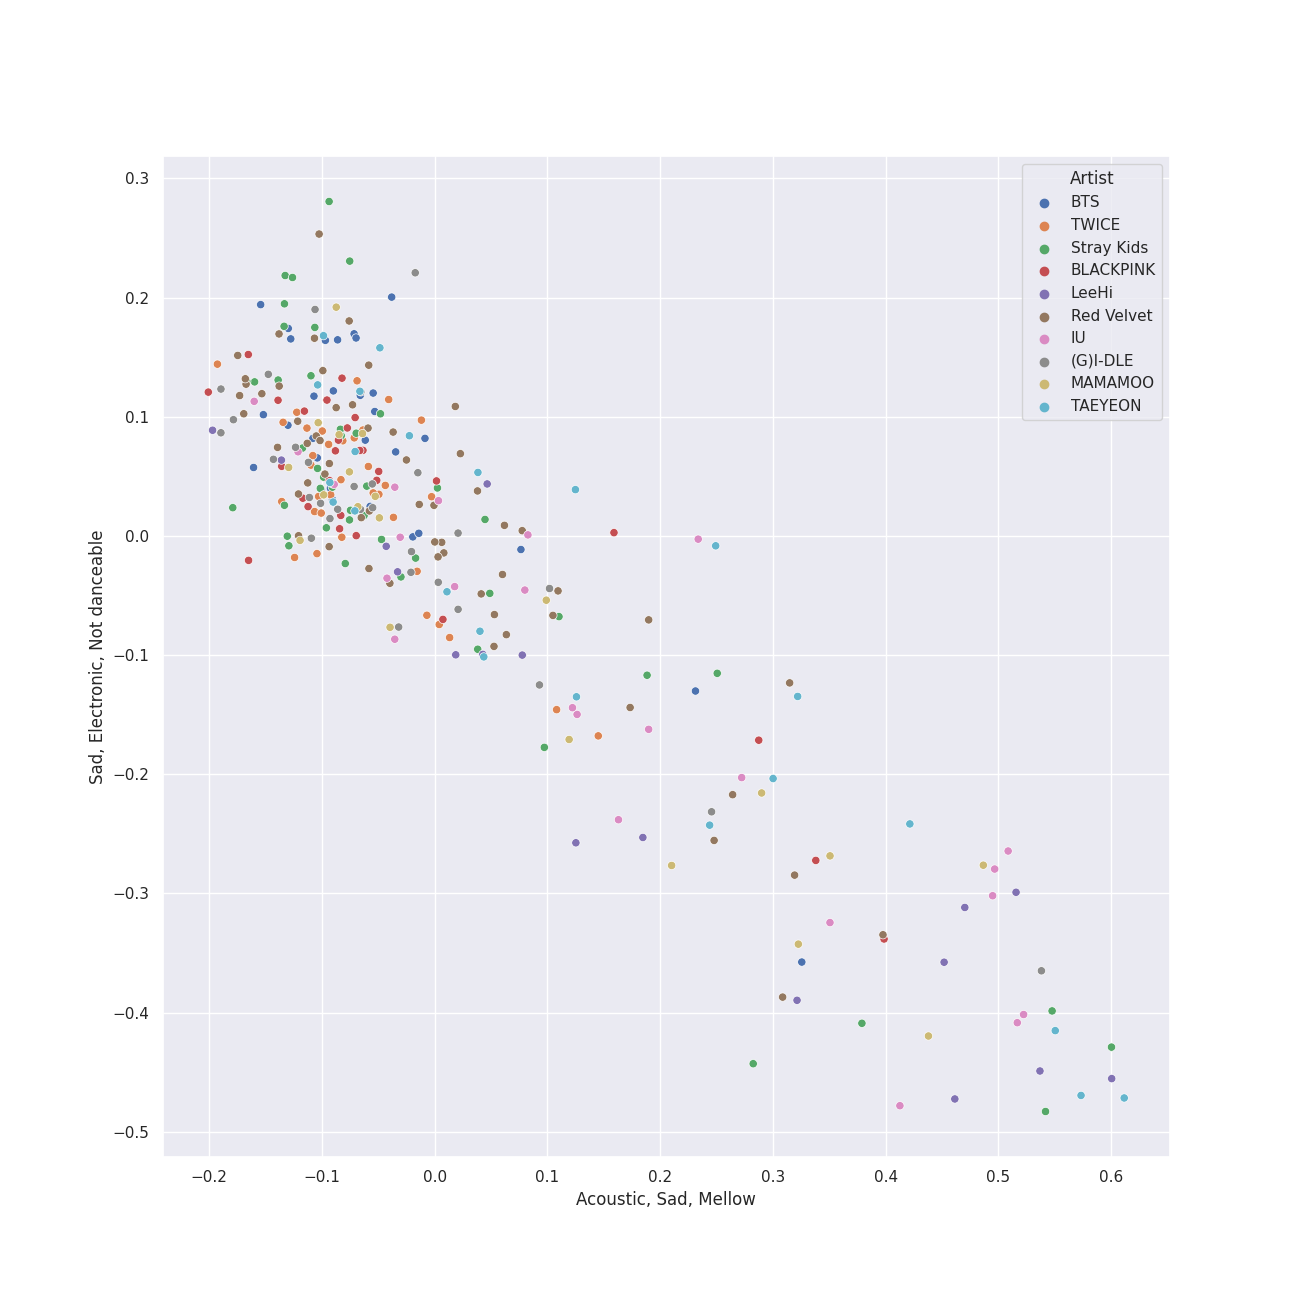 Artist
BTS
TWICE
Stray Kids
BLACKPINK
LeeHi
Red Velvet
IU
(G)I-DLE
MAMAMOO
TAEYEON
0.3
0.2
0.1
0.0
−0.1
−0.2
−0.3
−0.4
−0.5
Sad, Electronic, Not danceable
−0.2 −0.1 0.0 0.1 0.2 0.3 0.4 0.5 0.6
Acoustic, Sad, Mellow